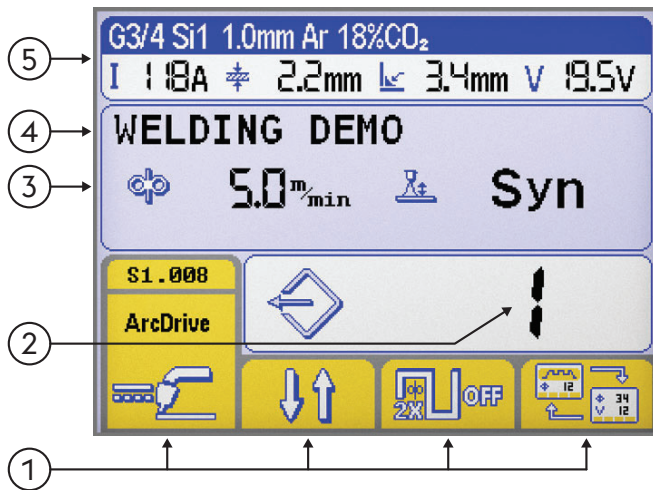 G3/4 Si1 1.0mm Ar 18%CO₂
I 118A 2.2mm 3.4mm V 19.5V
WELDING DEMO
5.0 m/min Syn
S1.008
ArcDrive
1
2X OFF
12 34
V 12
5
4
3
2
1